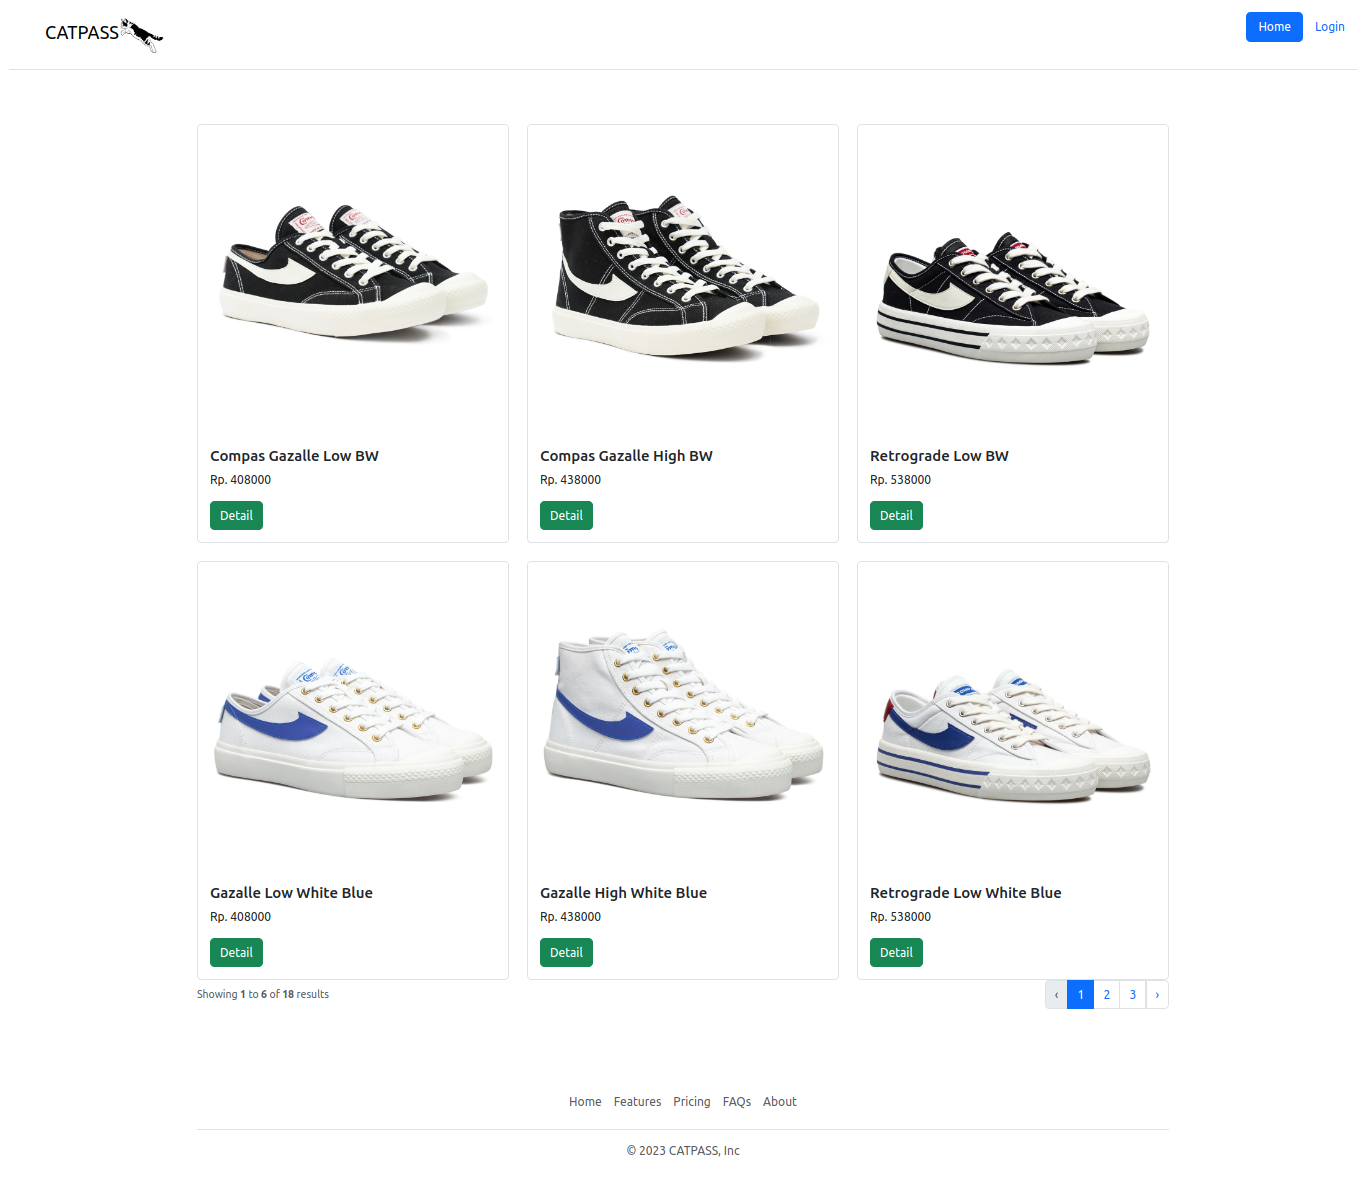 CATPASS
Home Login
Compas Gazalle Low BW
Rp. 408000
Detail
Compas Gazalle High BW
Rp. 438000
Detail
Retrograde Low BW
Rp. 538000
Detail
Gazalle Low White Blue
Rp. 408000
Detail
Gazalle High White Blue
Rp. 438000
Detail
Retrograde Low White Blue
Rp. 538000
Detail
Showing 1 to 6 of 18 results
‹ 1 2 3 ›
Home Features Pricing FAQs About
© 2023 CATPASS, Inc